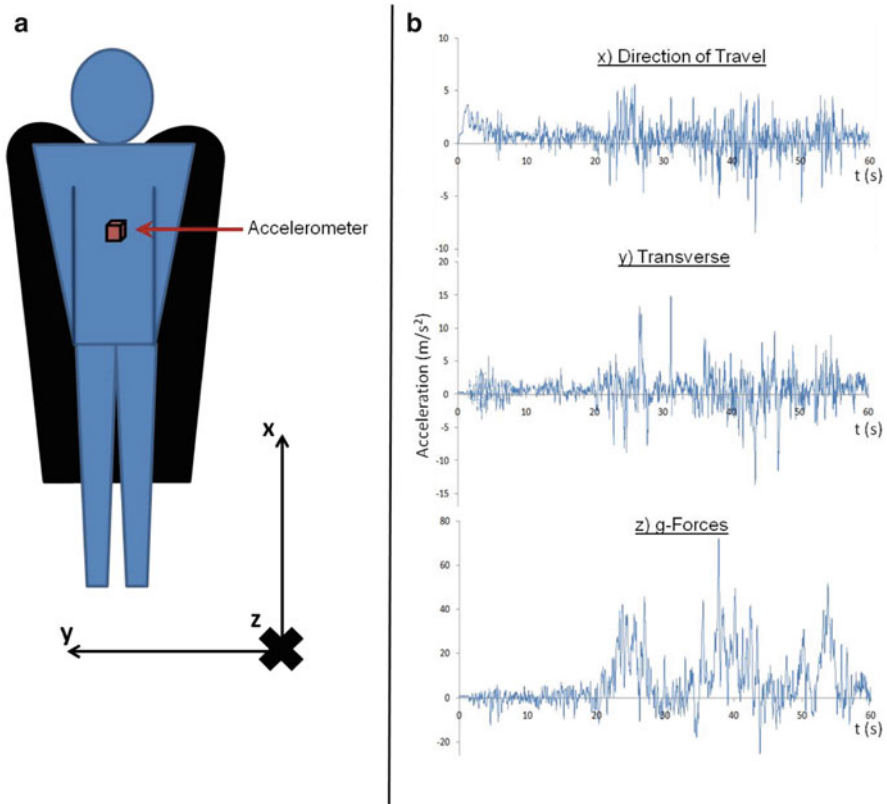 a
Accelerometer
x
y
z
b
x) Direction of Travel
10
5
0
-5
-10
0 10 20 30 40 50 60
t (s)
y) Transverse
Acceleration (m/s²)
20
15
10
5
0
-5
-10
-15
0 10 20 30 40 50 60
t (s)
z) g-Forces
80
60
40
20
0
-20
0 10 20 30 40 50 60
t (s)